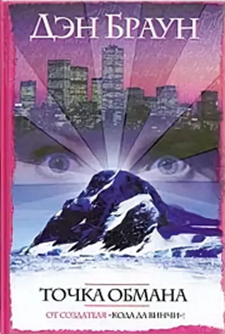 ДЭН БРАУН
ТОЧКА ОБМАНА
ОТ СОЗДАТЕЛЯ «КОДА ДА ВИНЧИ»!